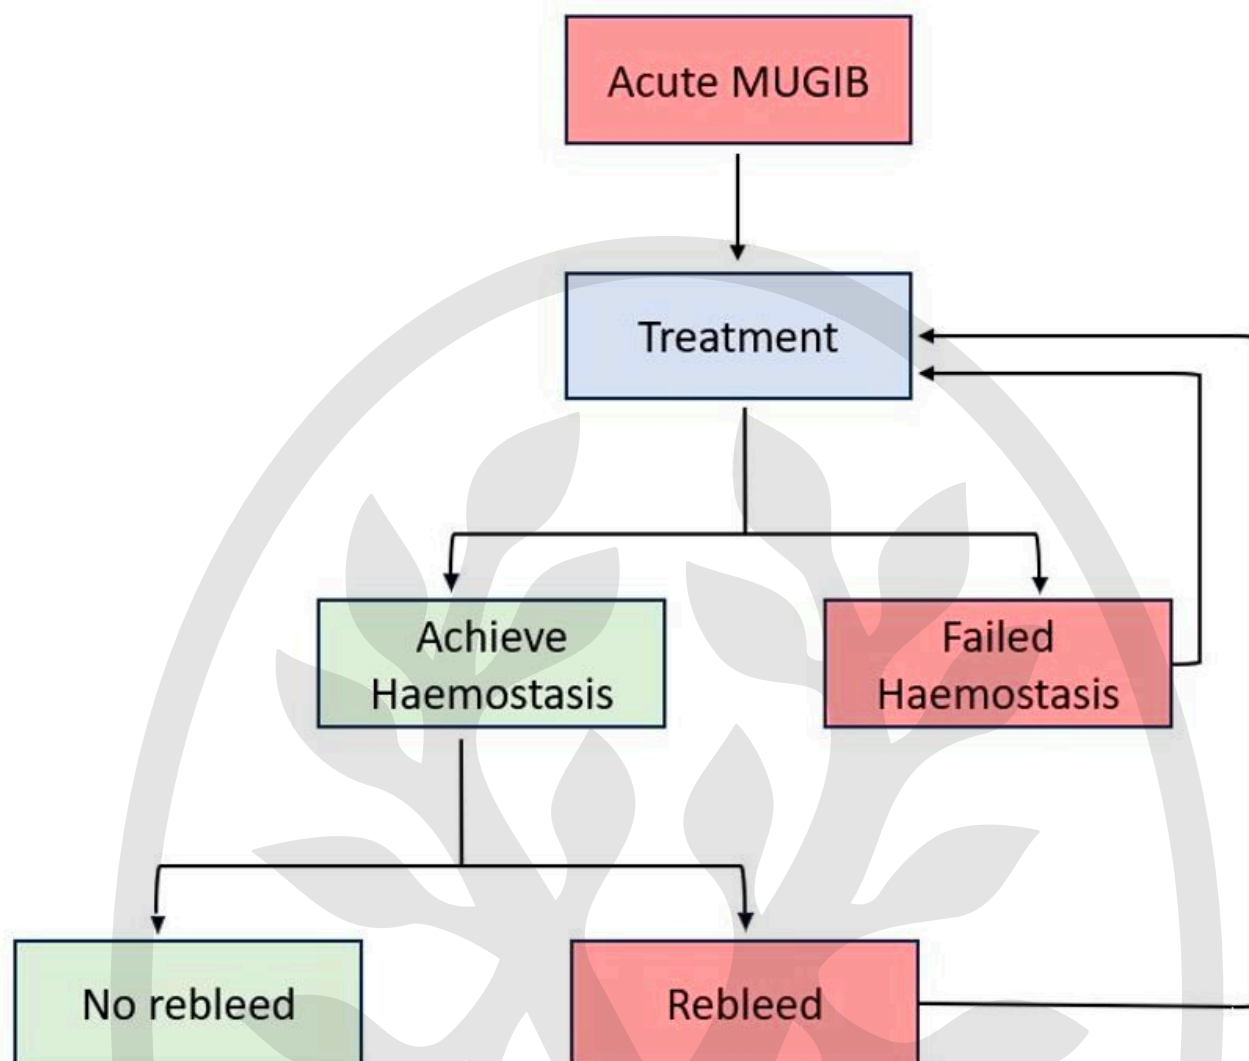 Acute MUGIB
Treatment
Achieve
Haemostasis
Failed
Haemostasis
No rebleed
Rebleed